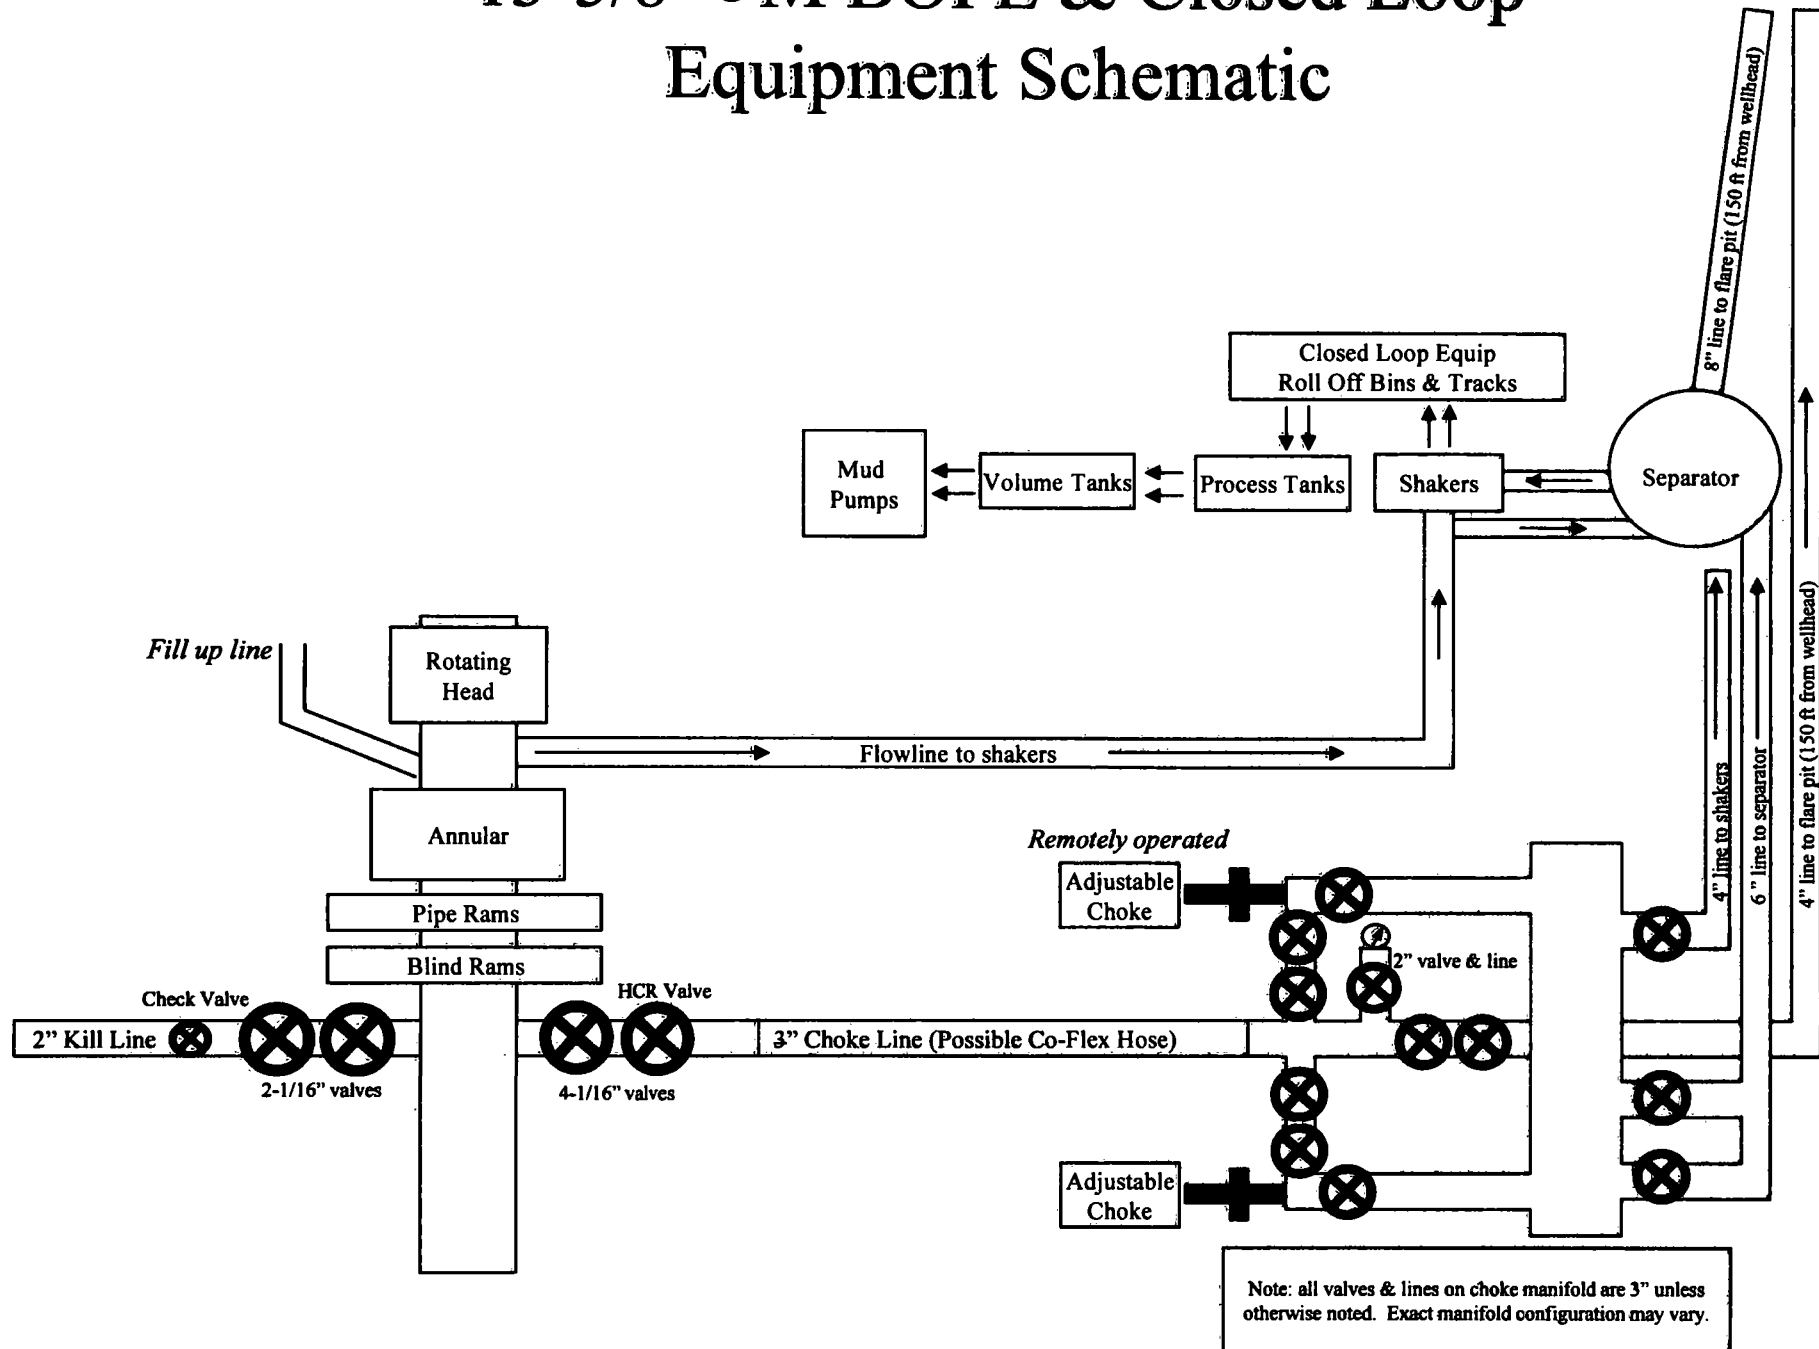 Equipment Schematic
8” line to flare pit (150 ft from wellhead)
Closed Loop Equip
Roll Off Bins & Tracks
Mud
Pumps
Volume Tanks
Process Tanks
Shakers
Separator
Fill up line
Rotating
Head
Flowline to shakers
4” line to shakers
6” line to separator
4” line to flare pit (150 ft from wellhead)
Annular
Remotely operated
Adjustable
Choke
Pipe Rams
Blind Rams
2” valve & line
Check Valve
HCR Valve
2” Kill Line
3” Choke Line (Possible Co-Flex Hose)
2-1/16” valves
4-1/16” valves
Adjustable
Choke
Note: all valves & lines on choke manifold are 3” unless
otherwise noted. Exact manifold configuration may vary.